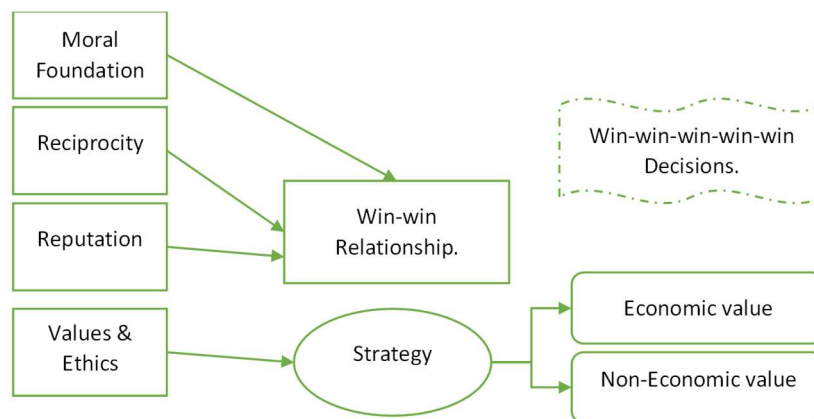 Moral
Foundation
Reciprocity
Reputation
Values &
Ethics
Win-win
Relationship.
Strategy
Win-win-win-win-win
Decisions.
Economic value
Non-Economic value